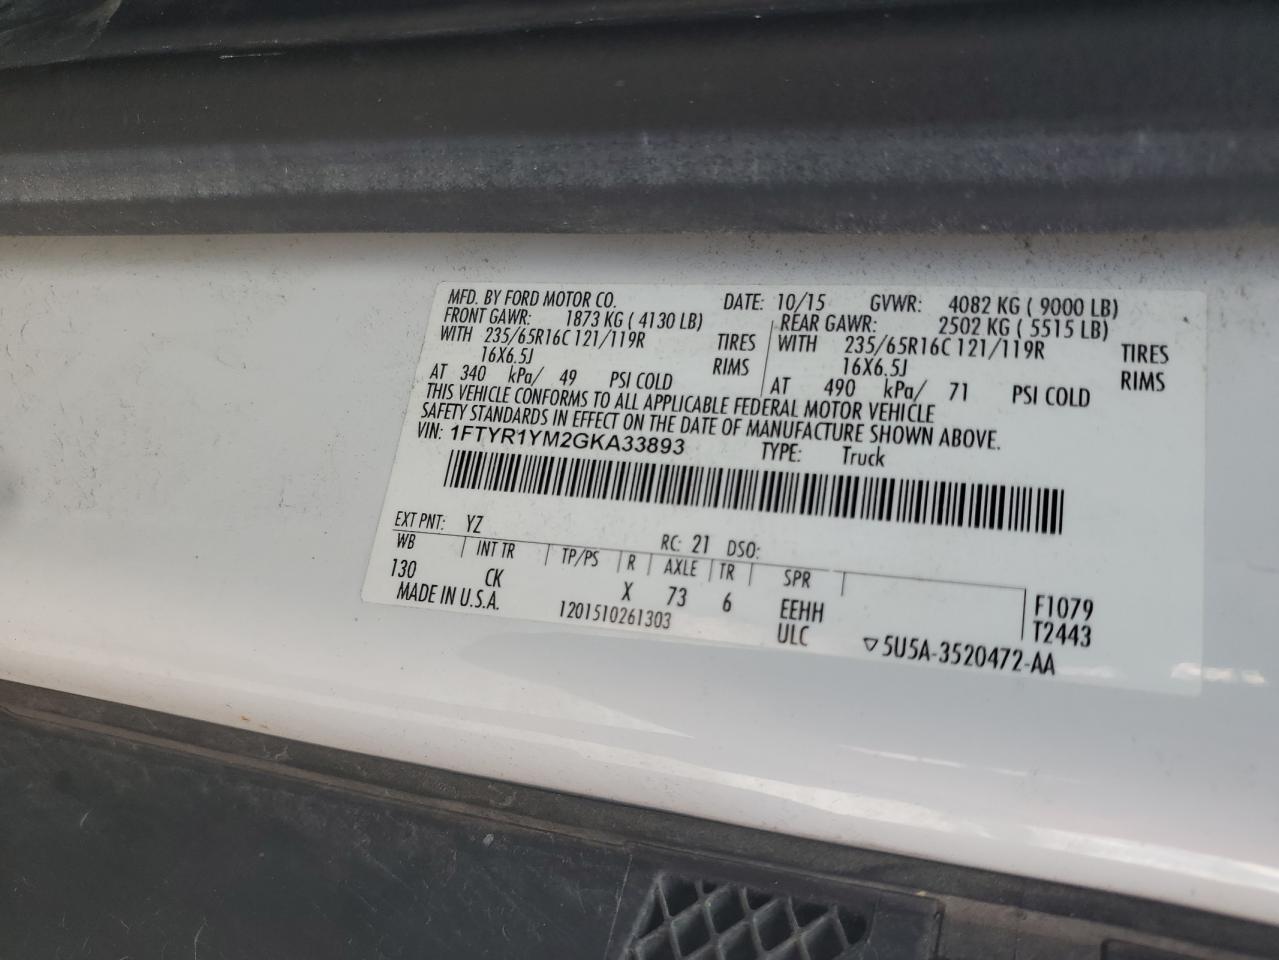 MFD. BY FORD MOTOR CO. DATE: 10/15 GVWR: 4082 KG ( 9000 LB)
FRONT GAWR: 1873 KG ( 4130 LB) REAR GAWR: 2502 KG ( 5515 LB)
WITH 235/65R16C 121/119R TIRES WITH 235/65R16C 121/119R TIRES
16X6.5J RIMS 16X6.5J RIMS
AT 340 kPa/ 49 PSI COLD AT 490 kPa/ 71 PSI COLD
THIS VEHICLE CONFORMS TO ALL APPLICABLE FEDERAL MOTOR VEHICLE
SAFETY STANDARDS IN EFFECT ON THE DATE OF MANUFACTURE SHOWN ABOVE.
VIN: 1FTYR1YM2GKA33893 TYPE: Truck
EXT PNT: YZ RC: 21 DSO:
WB INT TR TP/PS R AXLE TR SPR
130 CK X 73 6 EEHH F1079
MADE IN U.S.A. 1201510261303 ULC T2443
▽5U5A-3520472-AA